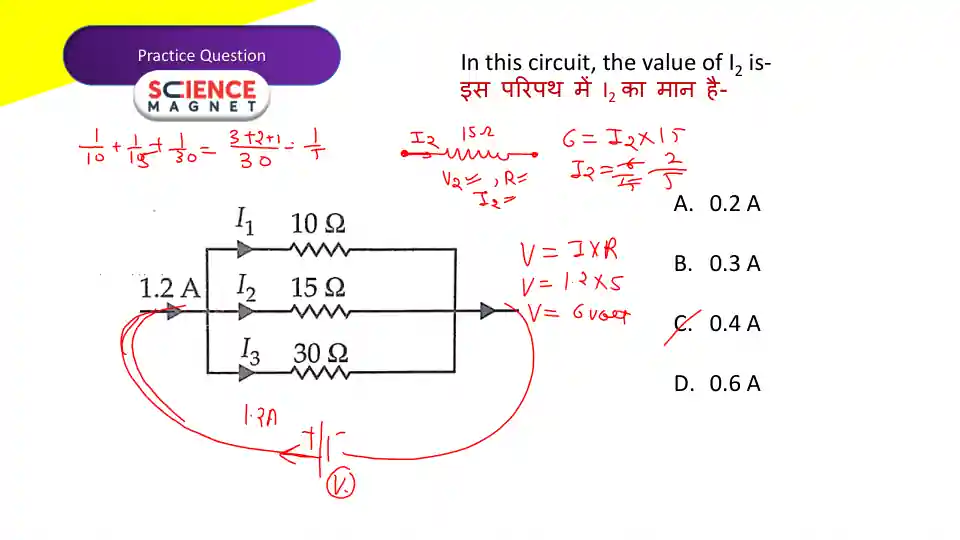 Practice Question
SCIENCE
MAGNET
In this circuit, the value of I₂ is-
इस परिपथ में I₂ का मान है-
1/10 + 1/15 + 1/30 = 3+2+1/30 = 1/5
I₂ 15Ω
V₂ = , R =
I₂ =
6 = I₂ × 15
I₂ = 6/15 2/5
A. 0.2 A
B. 0.3 A
C. 0.4 A
D. 0.6 A
V = I×R
V = 1.2×5
V = 6 volt
I₁ 10 Ω
1.2 A I₂ 15 Ω
I₃ 30 Ω
1.2A
+ -
V.